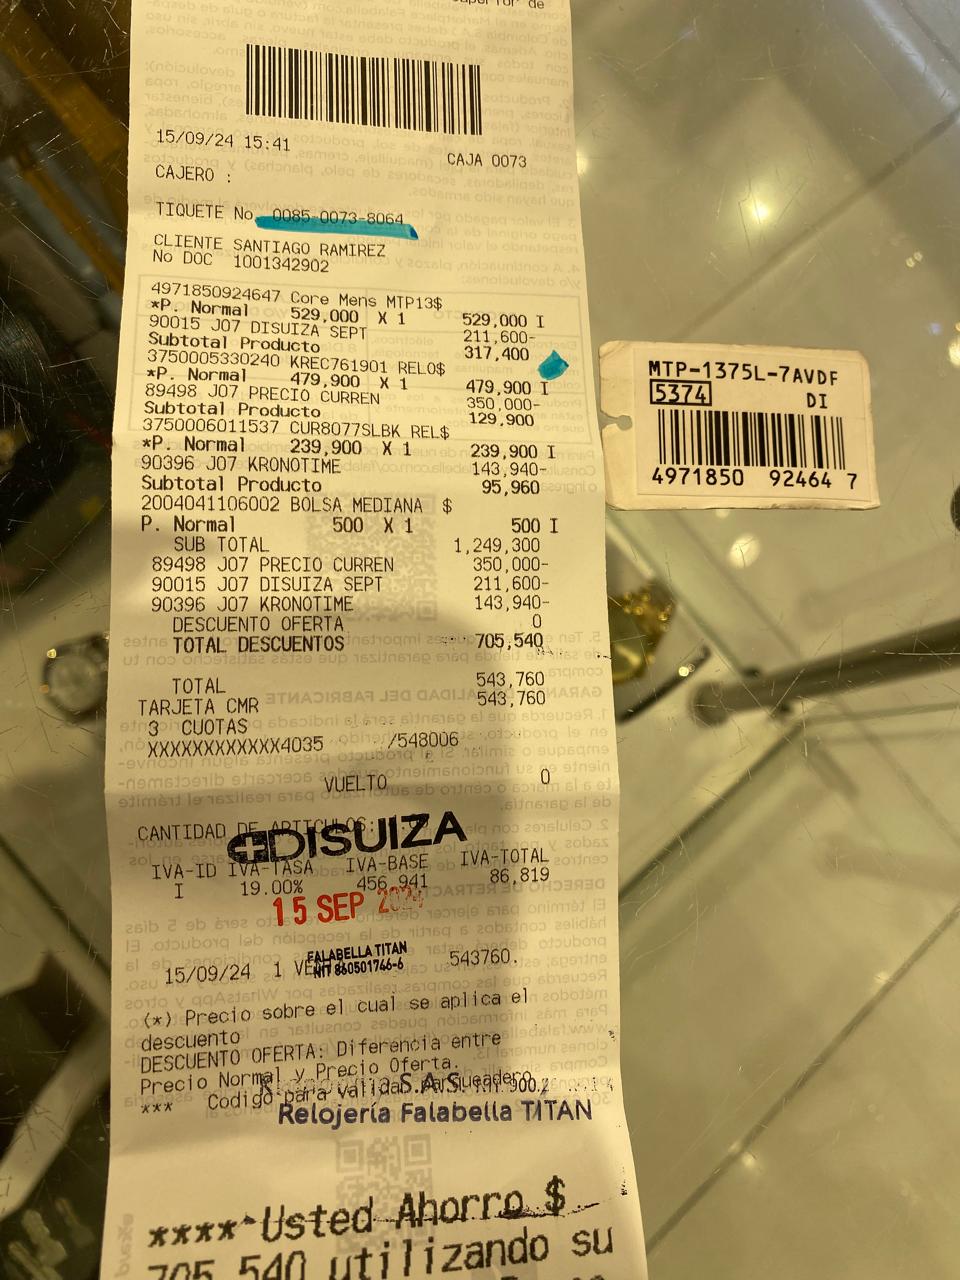 15/09/24 15:41
CAJA 0073
CAJERO :
TIQUETE No. 0085-0073-8064
CLIENTE SANTIAGO RAMIREZ
No DOC 1001342902
4971850924647 Core Mens MTP13$
*P. Normal 529,000 X 1 529,000 I
90015 J07 DISUIZA SEPT 211,600-
Subtotal Producto 317,400
3750005330240 KREC761901 RELO$
*P. Normal 479,900 X 1 479,900 I
89498 J07 PRECIO CURREN 350,000-
Subtotal Producto 129,900
3750006011537 CUR8077SLBK REL$
*P. Normal 239,900 X 1 239,900 I
90396 J07 KRONOTIME 143,940-
Subtotal Producto 95,960
2004041106002 BOLSA MEDIANA $
P. Normal 500 X 1 500 I
SUB TOTAL 1,249,300
89498 J07 PRECIO CURREN 350,000-
90015 J07 DISUIZA SEPT 211,600-
90396 J07 KRONOTIME 143,940-
DESCUENTO OFERTA 0
TOTAL DESCUENTOS 705,540
TOTAL 543,760
TARJETA CMR 543,760
3 CUOTAS
XXXXXXXXXXXX4035 /548006
VUELTO 0
CANTIDAD DE ARTICULOS:
DISUIZA
IVA-ID IVA-TASA IVA-BASE IVA-TOTAL
I 19.00% 456,941 86,819
15 SEP 2024
FALABELLA TITAN
NIT 860501746-6
15/09/24 1 543760.
(*) Precio sobre el cual se aplica el
descuento
DESCUENTO OFERTA: Diferencia entre
Precio Normal y Precio Oferta.
*** Codigo para validar Parqueadero
S.A.S.
Relojería Falabella TITAN
**** Usted Ahorro $
705,540 utilizando su
MTP-1375L-7AVDF
5374 DI
4971850 92464 7